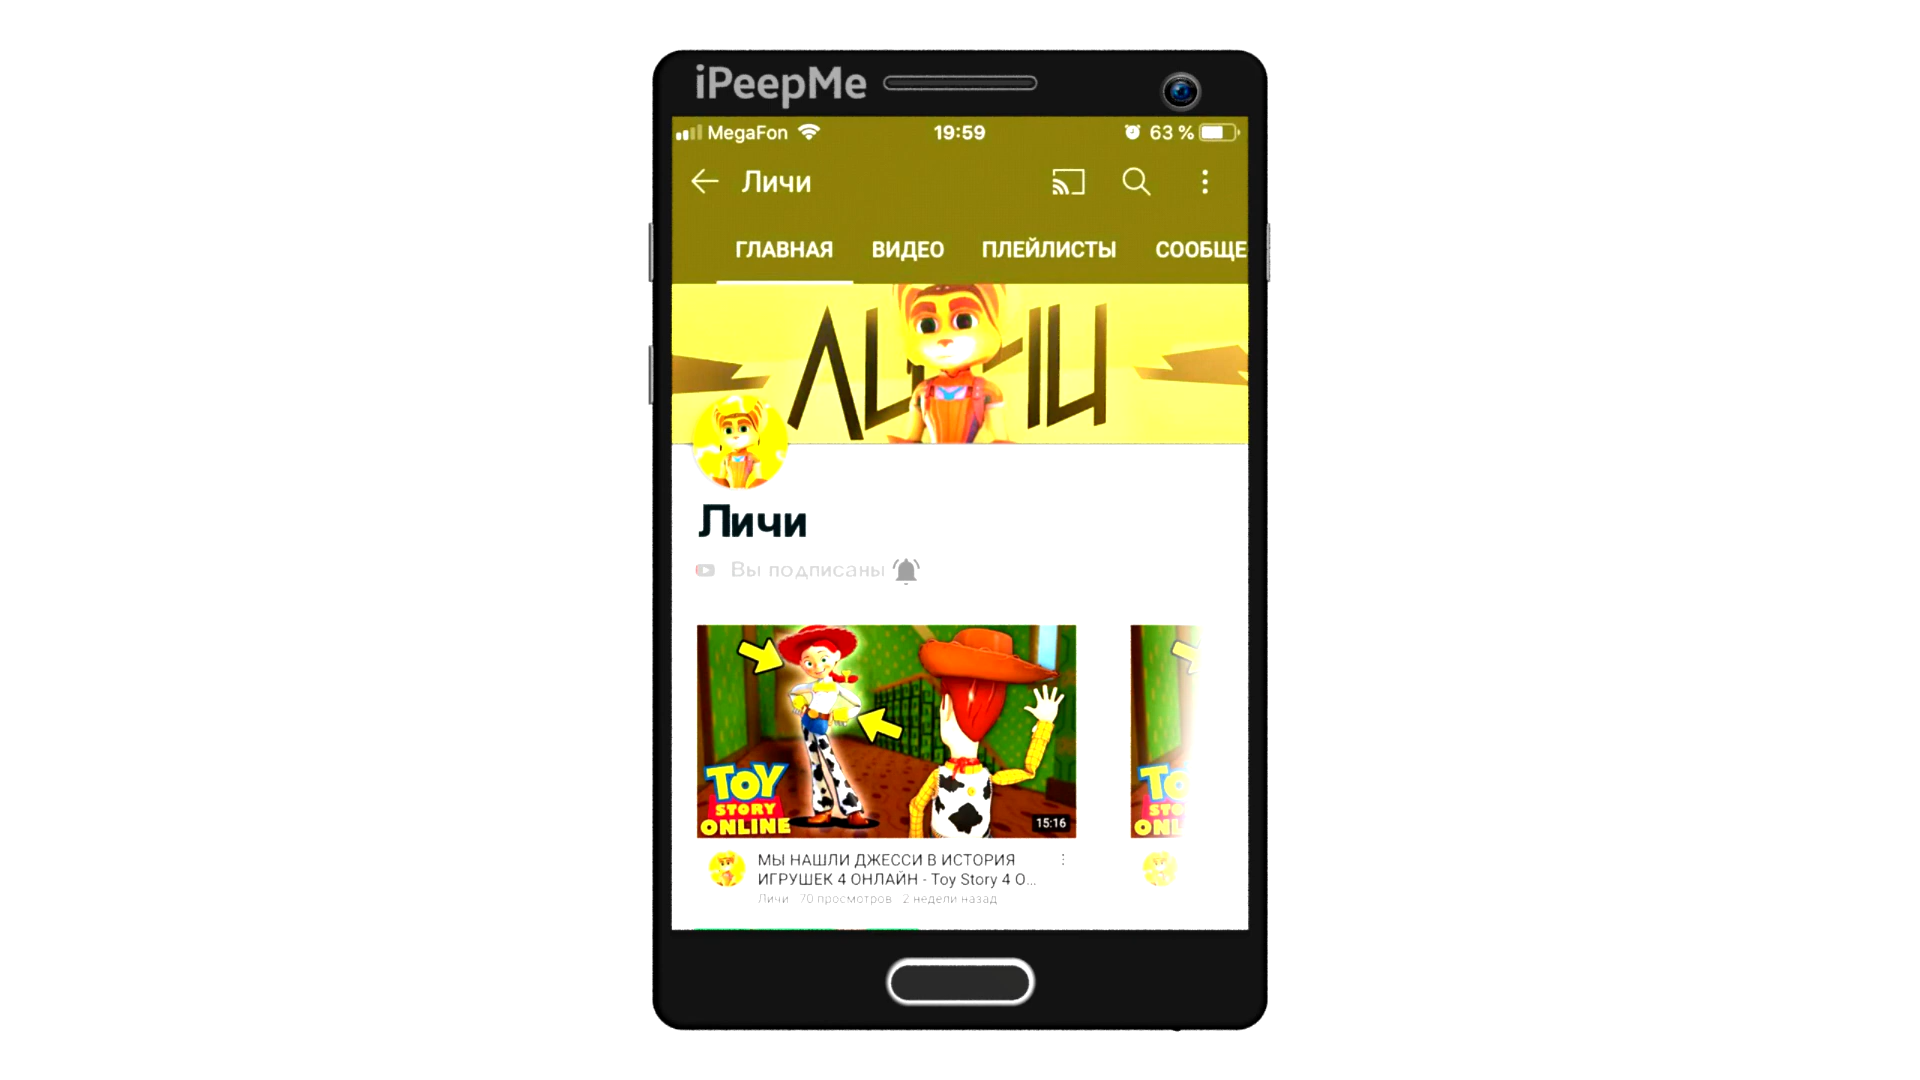 iPeepMe
MegaFon 19:59 63 %
Личи
ГЛАВНАЯ ВИДЕО ПЛЕЙЛИСТЫ СООБЩЕ
Личи
Вы подписаны
TOY
STORY
ONLINE
15:16
МЫ НАШЛИ ДЖЕССИ В ИСТОРИЯ
ИГРУШЕК 4 ОНЛАЙН - Toy Story 4 O...
Личи 70 просмотров 2 недели назад